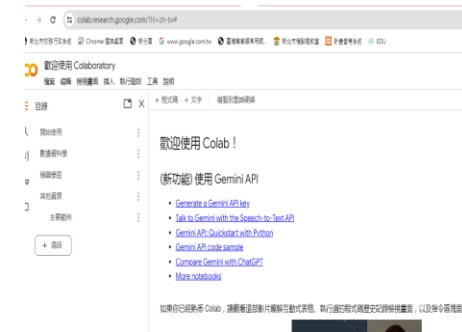 colab.research.google.com/?hl=zh-tw#
Chrome 網路
新分頁
www.google.com.tw
EDU
歡迎使用 Colaboratory
檔案 編輯 檢視畫面 插入 執行階段 工具 說明
目錄
+ 程式碼 + 文字
複製到雲端硬碟
開始使用
數據資料科學
機器學習
其他資源
主要範例
+ 區段
歡迎使用 Colab！
(新功能) 使用 Gemini API
Generate a Gemini API key
Talk to Gemini with the Speech-to-Text API
Gemini API: Quickstart with Python
Gemini API code sample
Compare Gemini with ChatGPT
More notebooks
如果你已經熟悉 Colab，請觀看這部影片瞭解互動式表格、執行過的程式碼歷史記錄檢視畫面，以及指令區塊面